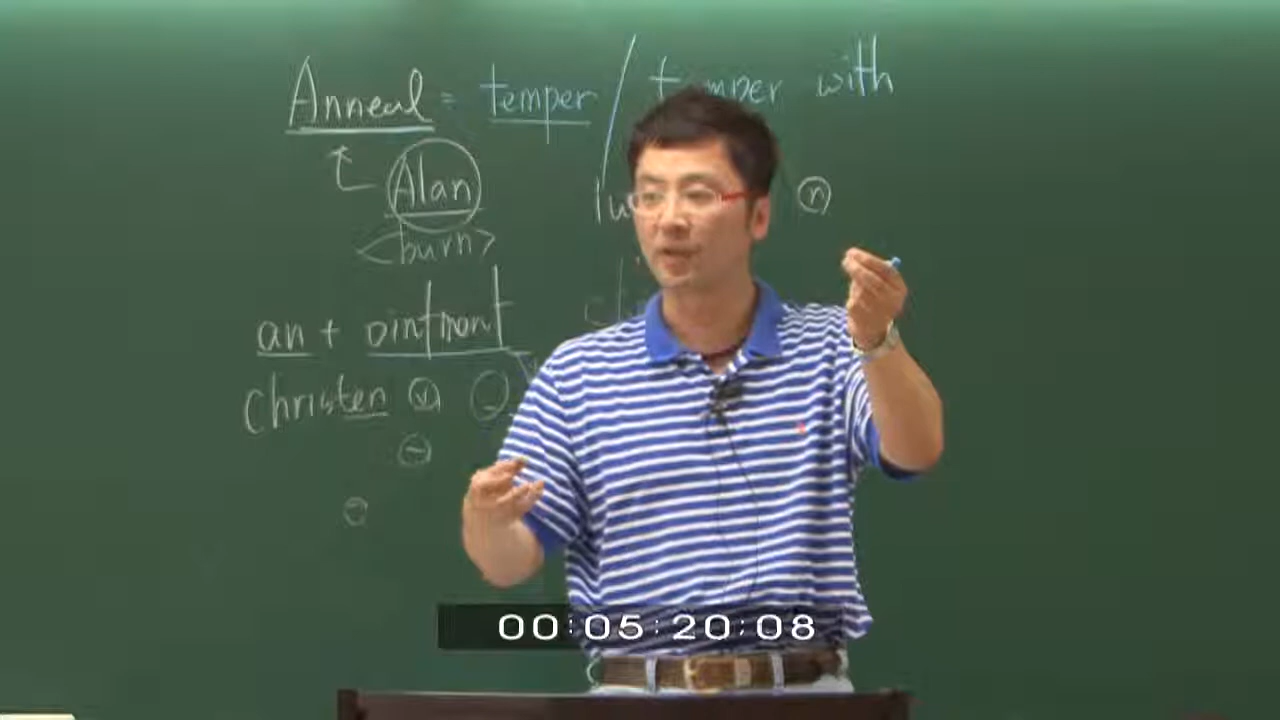 Anneal = temper / temper with
Alan
n
<burn>
an + ointment
christen v
00:05:20:08